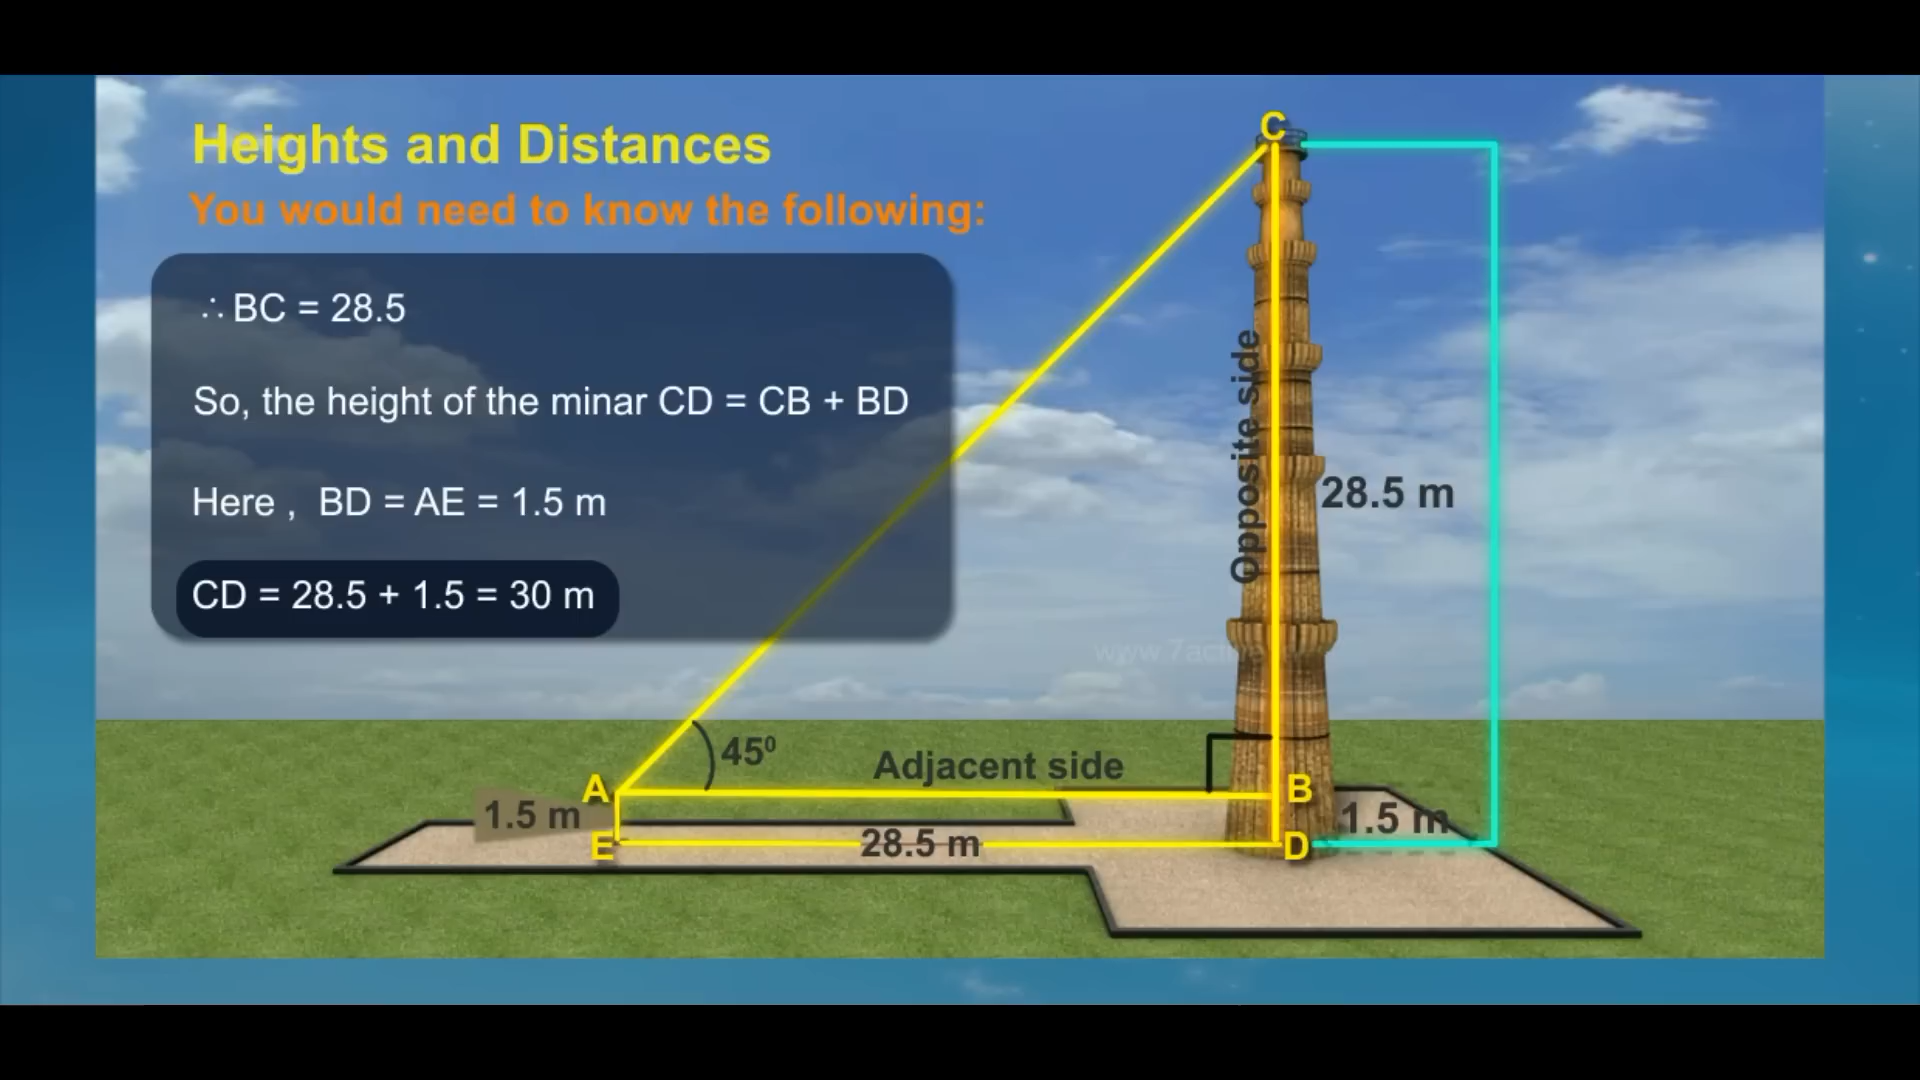 Heights and Distances
You would need to know the following:
∴ BC = 28.5
So, the height of the minar CD = CB + BD
Here , BD = AE = 1.5 m
CD = 28.5 + 1.5 = 30 m
C
Opposite side
28.5 m
45⁰
Adjacent side
A
B
1.5 m
1.5 m
E
28.5 m
D